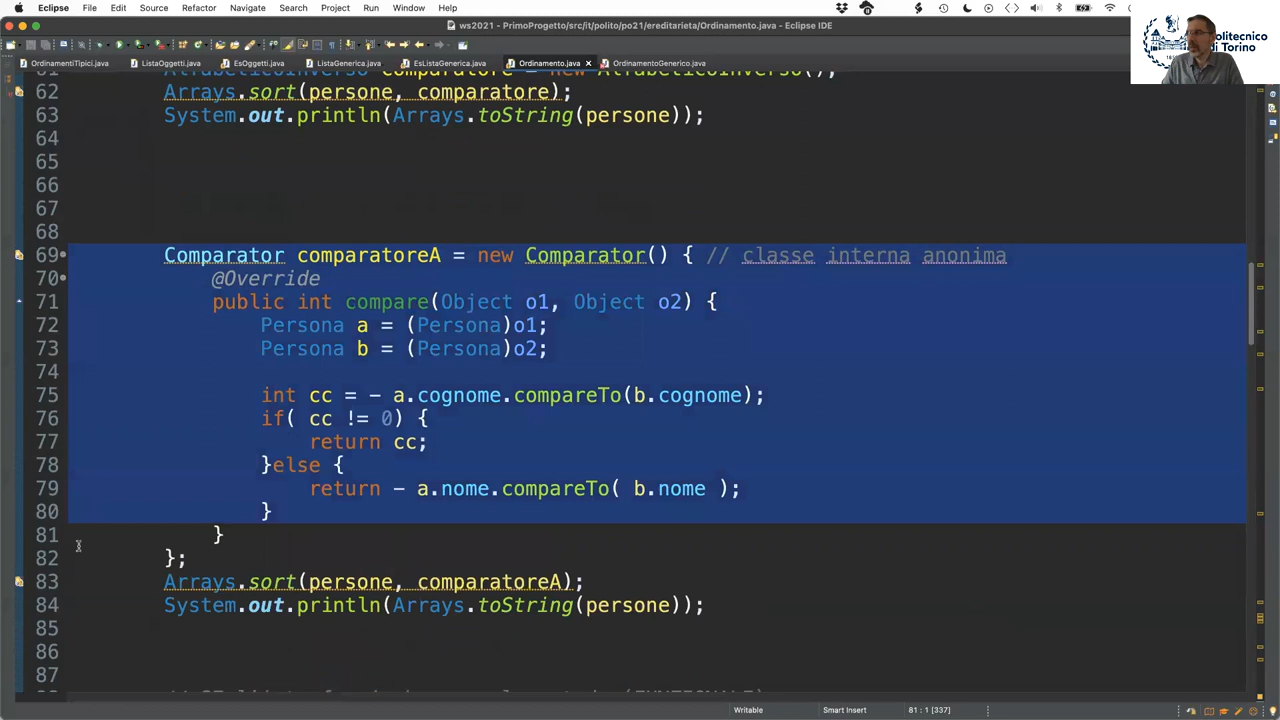 Eclipse File Edit Source Refactor Navigate Search Project Run Window Help
ws2021 - PrimoProgetto/src/it/polito/po21/ereditarieta/Ordinamento.java - Eclipse IDE
Politecnico
di Torino
OrdinamentiTipici.java ListaOggetti.java EsOggetti.java ListaGenerica.java EsListaGenerica.java Ordinamento.java OrdinamentoGenerico.java
61 AlfabeticoInverso comparatore = new AlfabeticoInverso();
62 Arrays.sort(persone, comparatore);
63 System.out.println(Arrays.toString(persone));
64
65
66
67
68
69 Comparator comparatoreA = new Comparator() { // classe interna anonima
70 @Override
71 public int compare(Object o1, Object o2) {
72 Persona a = (Persona)o1;
73 Persona b = (Persona)o2;
74
75 int cc = - a.cognome.compareTo(b.cognome);
76 if( cc != 0) {
77 return cc;
78 }else {
79 return - a.nome.compareTo( b.nome );
80 }
81 }
82 };
83 Arrays.sort(persone, comparatoreA);
84 System.out.println(Arrays.toString(persone));
85
86
87
Writable Smart Insert 81 : 1 [337]